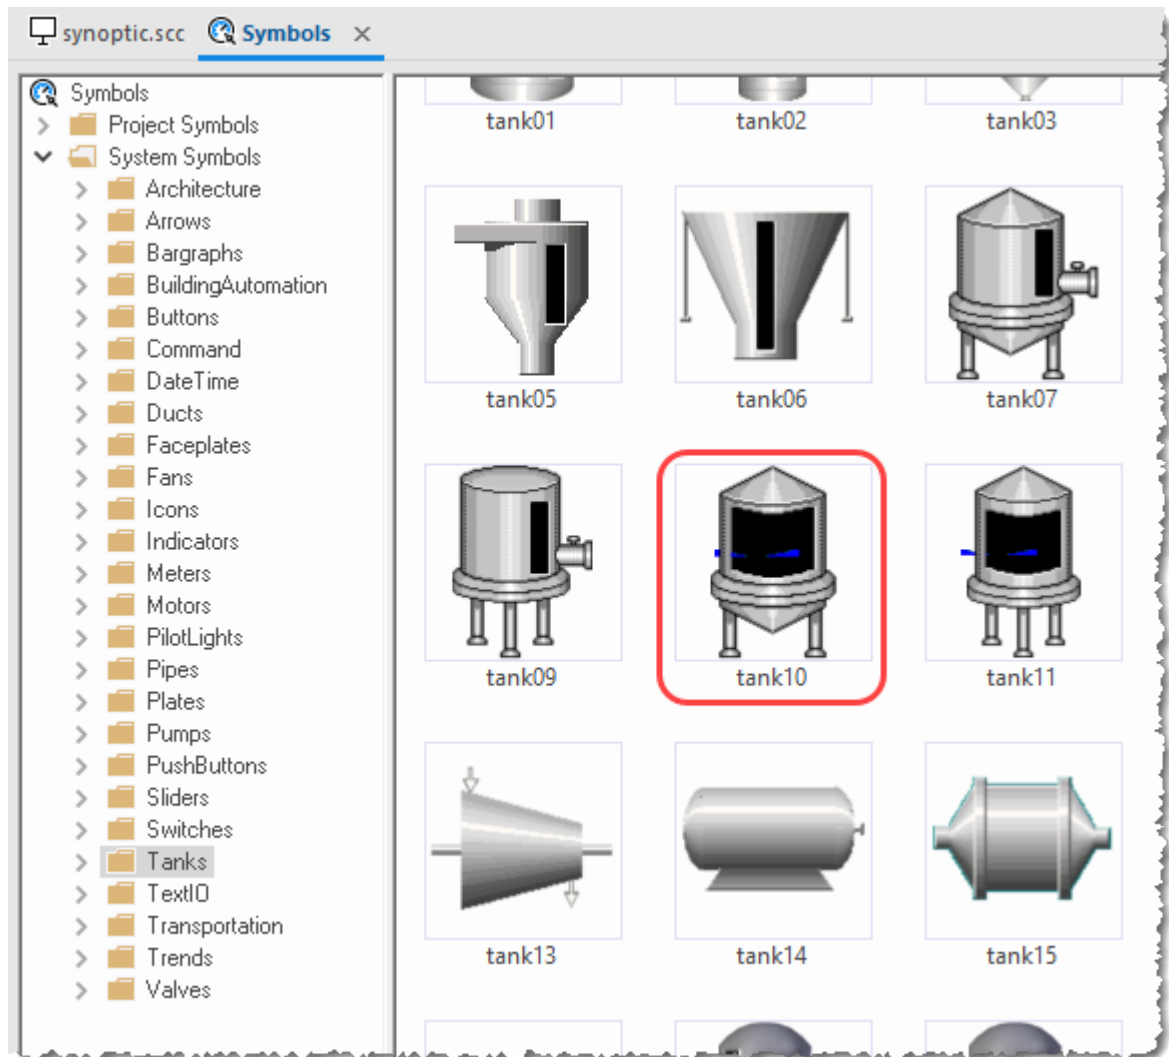 synoptic.scc Symbols
Symbols
Project Symbols
System Symbols
Architecture
Arrows
Bargraphs
BuildingAutomation
Buttons
Command
DateTime
Ducts
Faceplates
Fans
Icons
Indicators
Meters
Motors
PilotLights
Pipes
Plates
Pumps
PushButtons
Sliders
Switches
Tanks
TextIO
Transportation
Trends
Valves
tank01 tank02 tank03
tank05 tank06 tank07
tank09 tank10 tank11
tank13 tank14 tank15